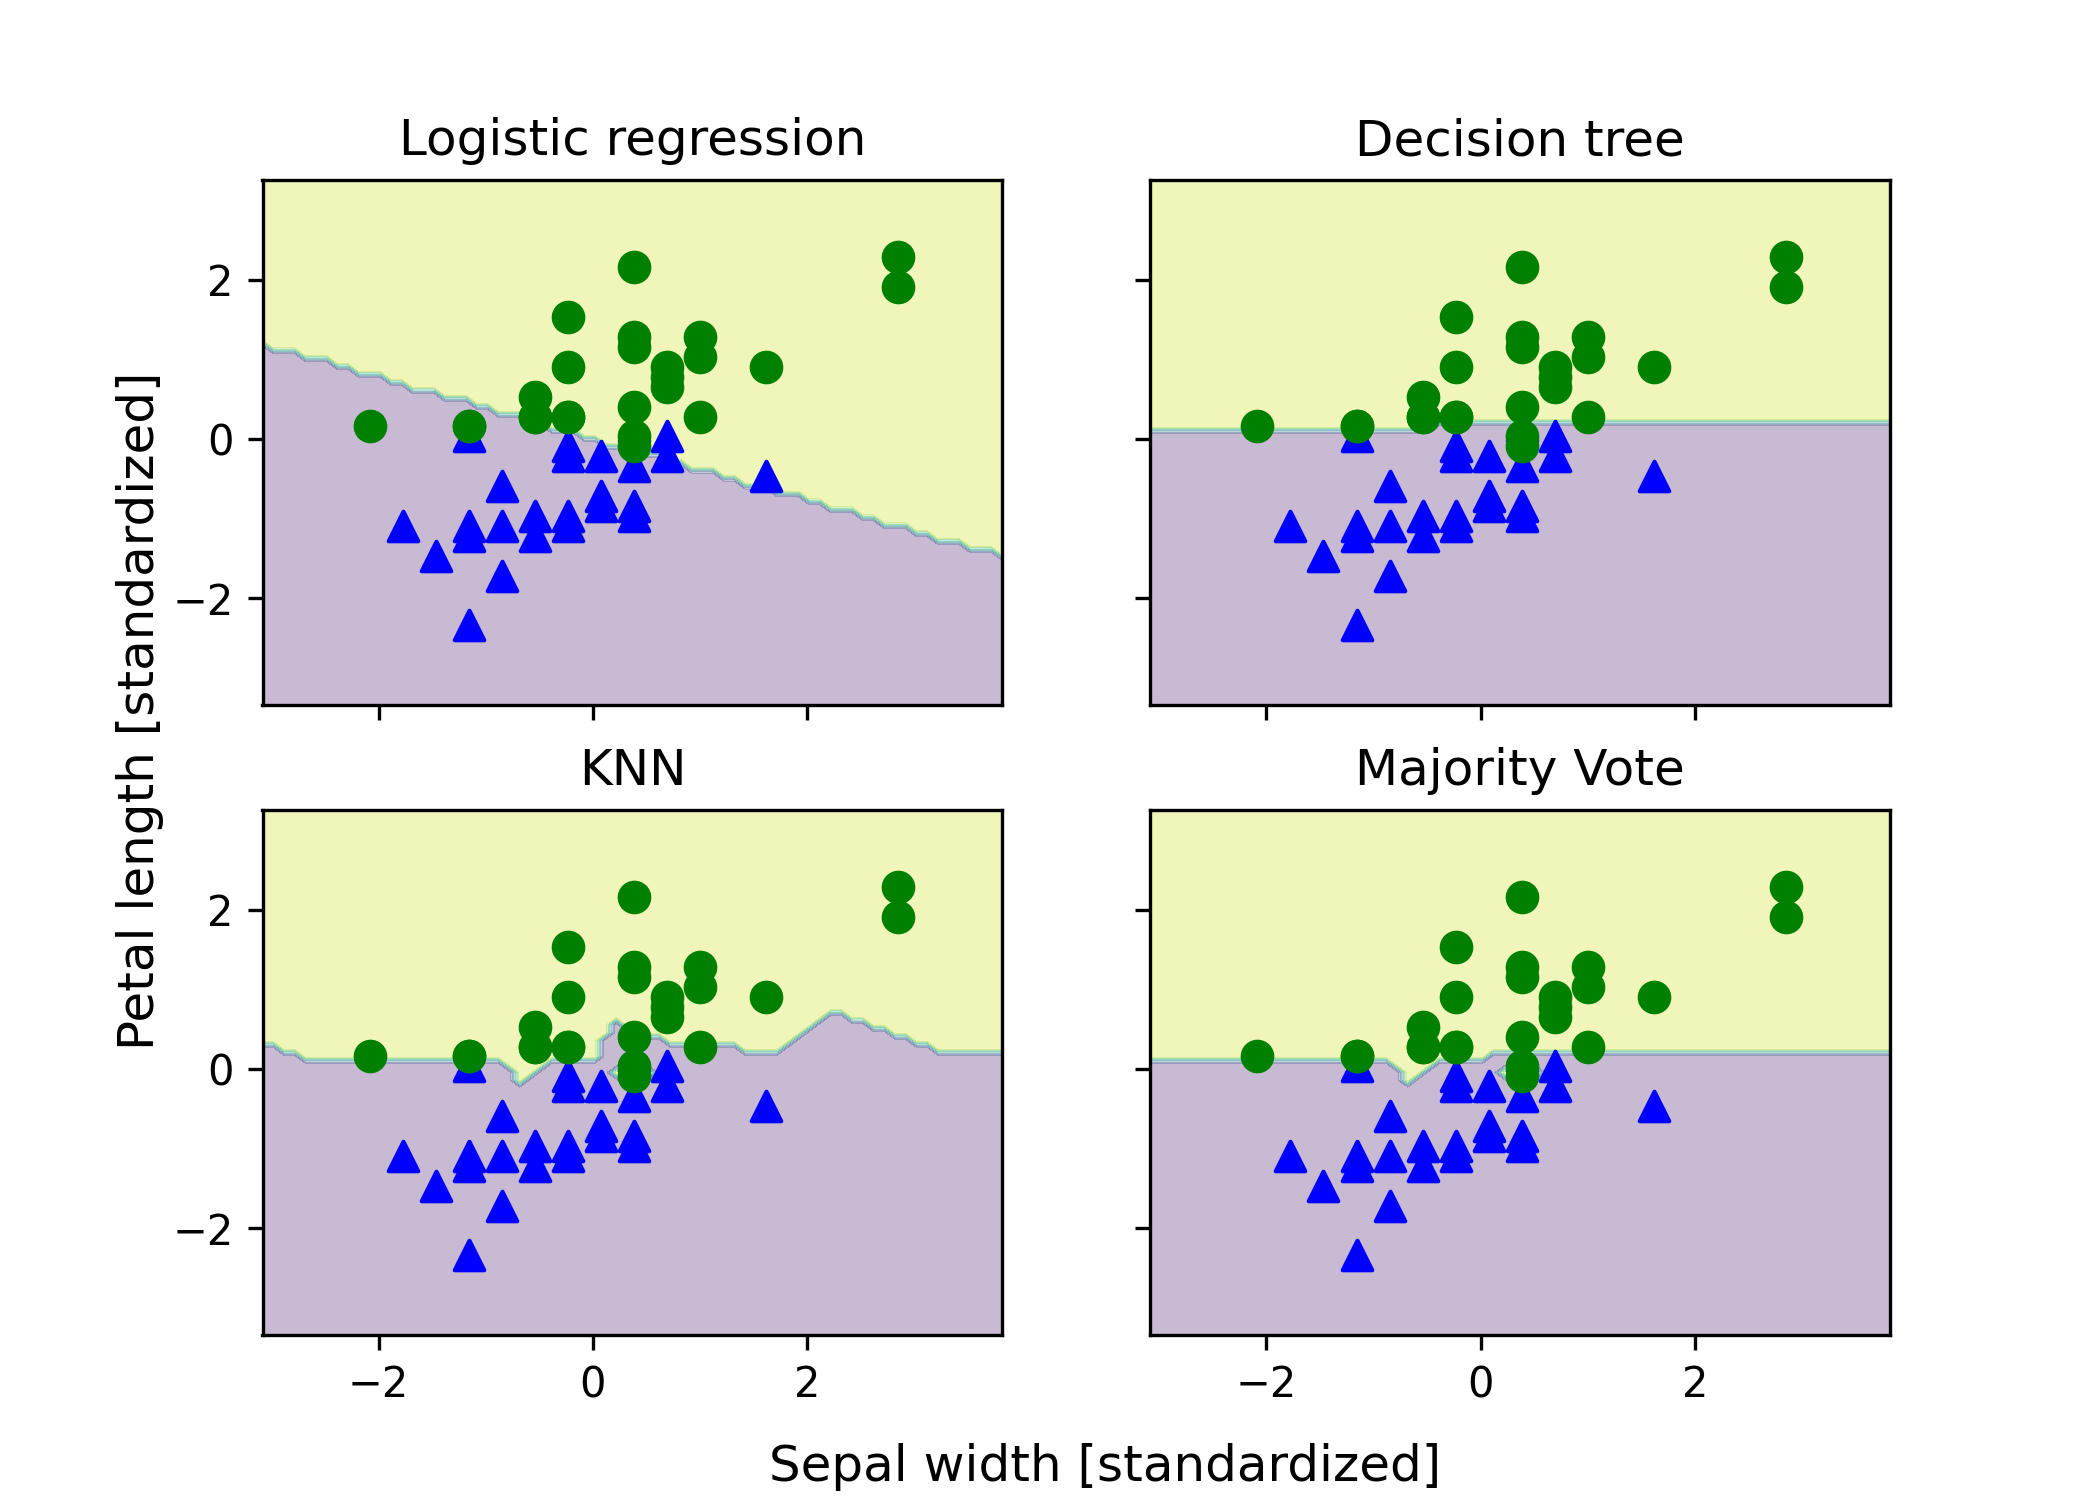 Logistic regression
Decision tree
2
0
−2
KNN
Majority Vote
2
0
−2
−2
0
2
−2
0
2
Petal length [standardized]
Sepal width [standardized]